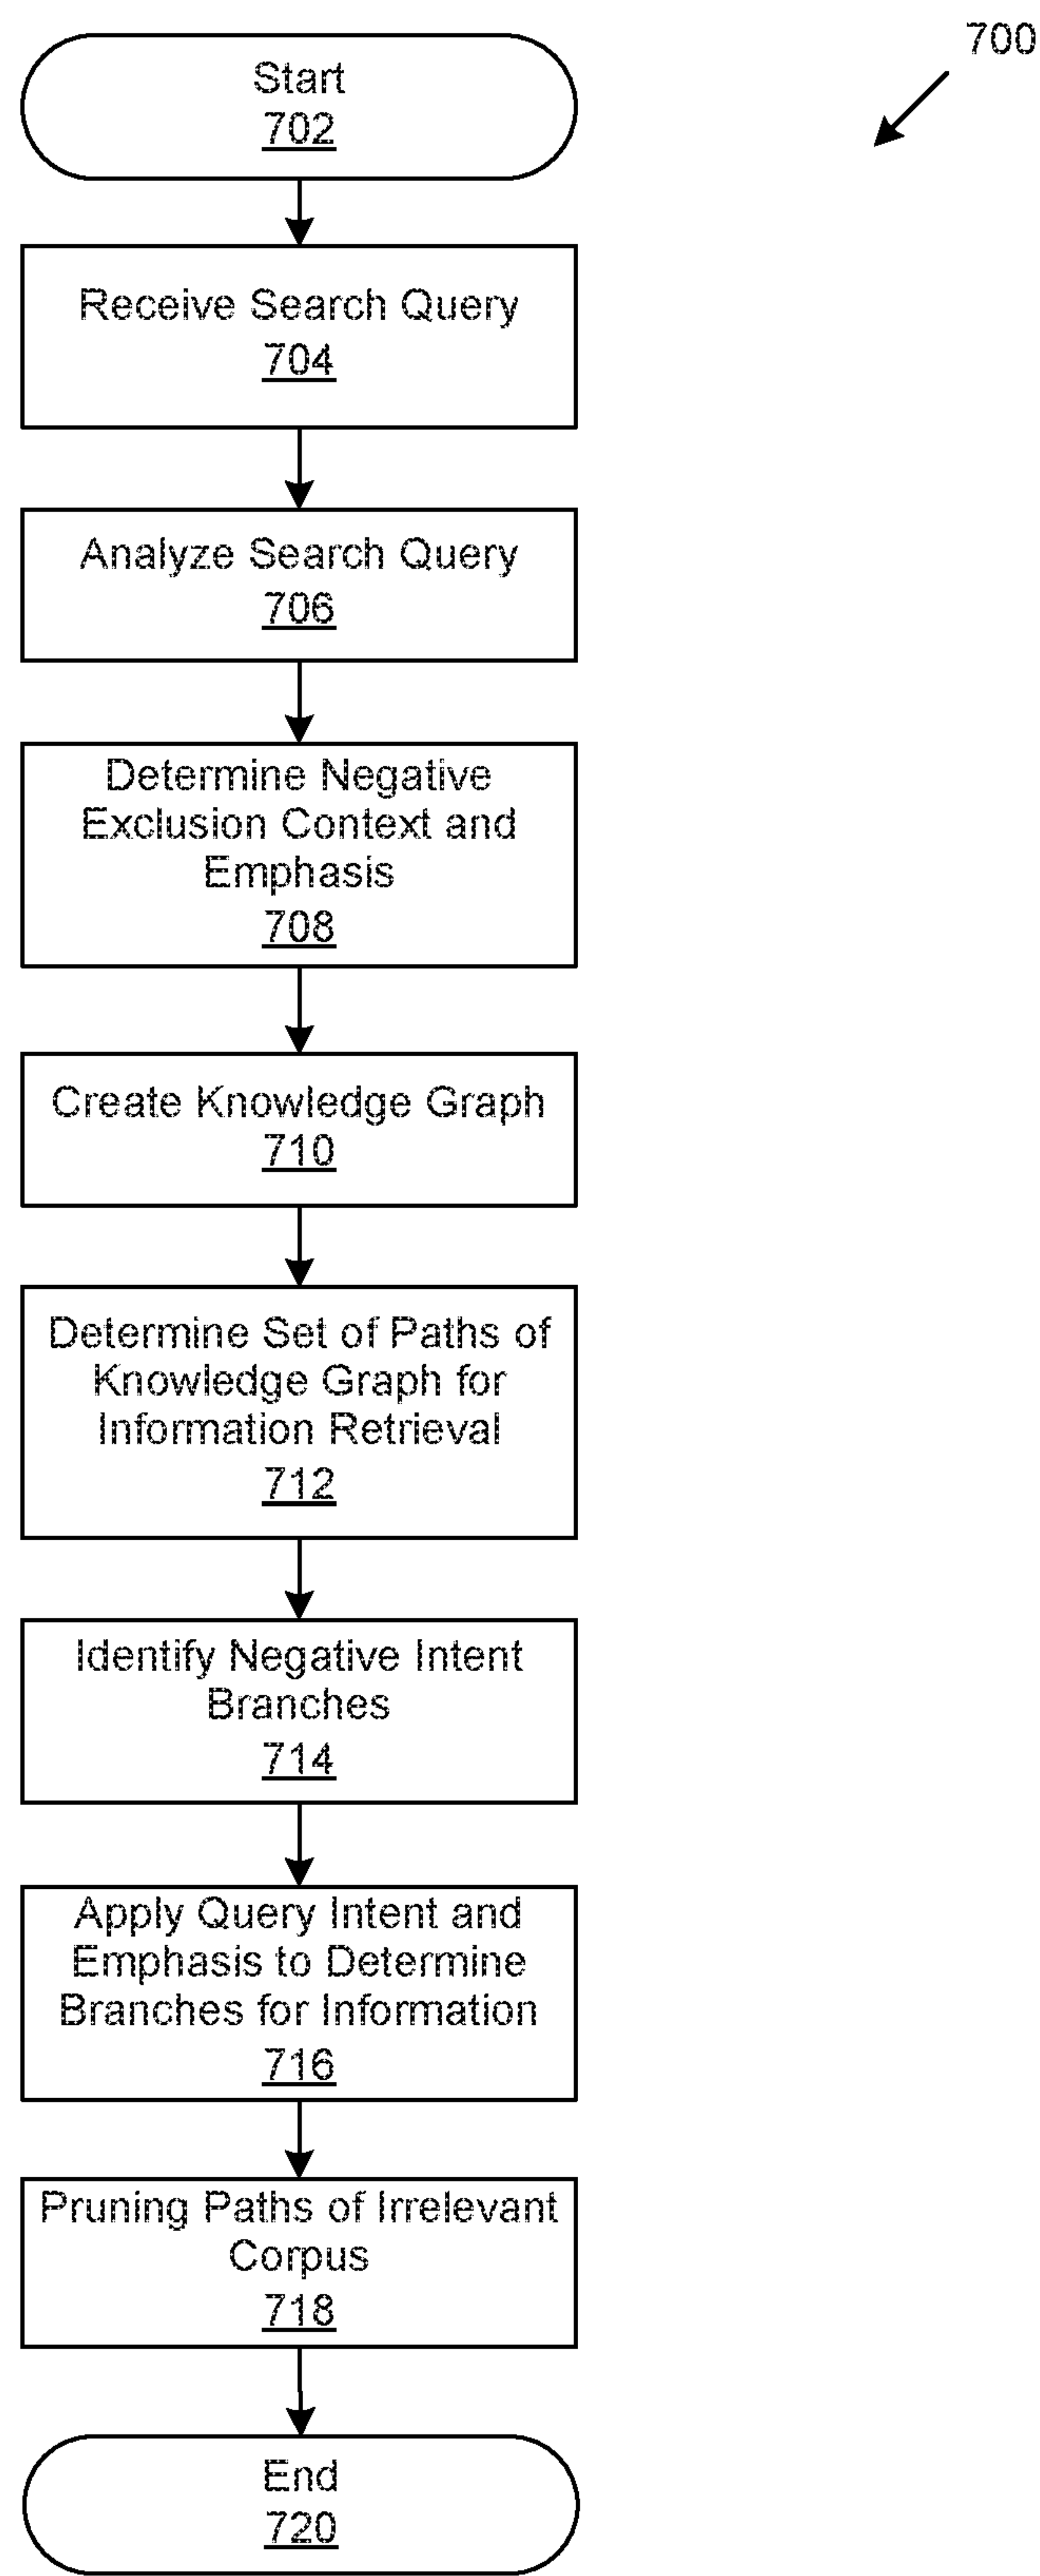 700
Start
702
Receive Search Query
704
Analyze Search Query
706
Determine Negative
Exclusion Context and
Emphasis
708
Create Knowledge Graph
710
Determine Set of Paths of
Knowledge Graph for
Information Retrieval
712
Identify Negative Intent
Branches
714
Apply Query Intent and
Emphasis to Determine
Branches for Information
716
Pruning Paths of Irrelevant
Corpus
718
End
720